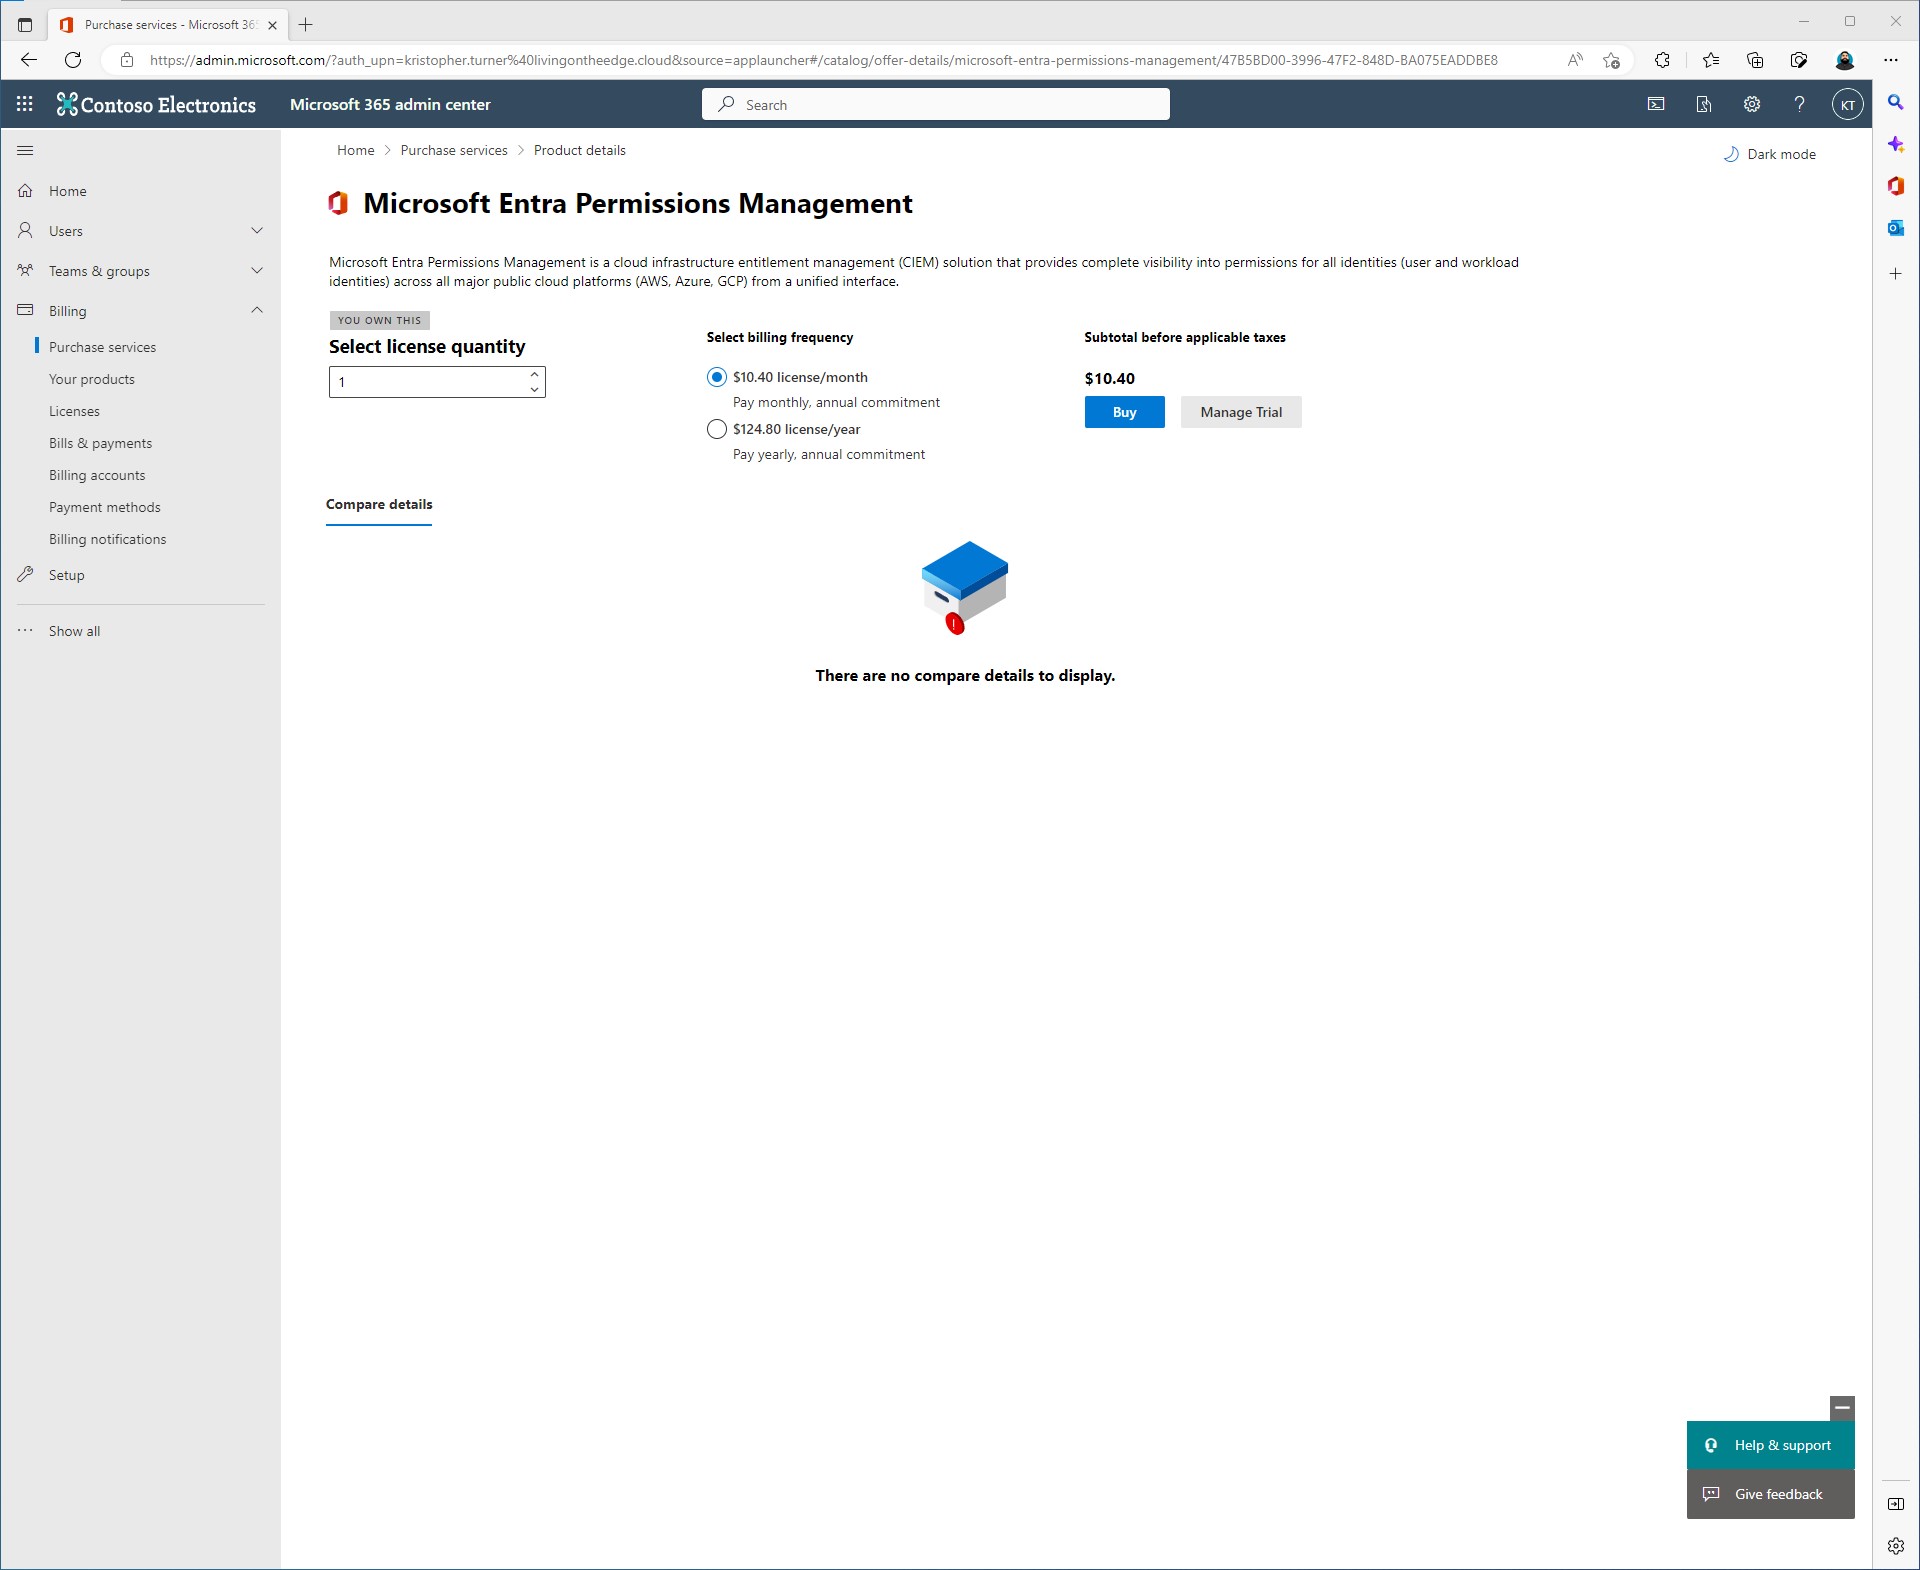 Purchase services - Microsoft 36
https://admin.microsoft.com/?auth_upn=kristopher.turner%40livingontheedge.cloud&source=applauncher#/catalog/offer-details/microsoft-entra-permissions-management/47B5BD00-3996-47F2-848D-BA075EADDBE8
Contoso Electronics
Microsoft 365 admin center
Search
KT
Home > Purchase services > Product details
Dark mode
Home
Users
Teams & groups
Billing
Purchase services
Your products
Licenses
Bills & payments
Billing accounts
Payment methods
Billing notifications
Setup
Show all
Microsoft Entra Permissions Management
Microsoft Entra Permissions Management is a cloud infrastructure entitlement management (CIEM) solution that provides complete visibility into permissions for all identities (user and workload
identities) across all major public cloud platforms (AWS, Azure, GCP) from a unified interface.
YOU OWN THIS
Select license quantity
1
Select billing frequency
$10.40 license/month
Pay monthly, annual commitment
$124.80 license/year
Pay yearly, annual commitment
Subtotal before applicable taxes
$10.40
Buy
Manage Trial
Compare details
There are no compare details to display.
Help & support
Give feedback